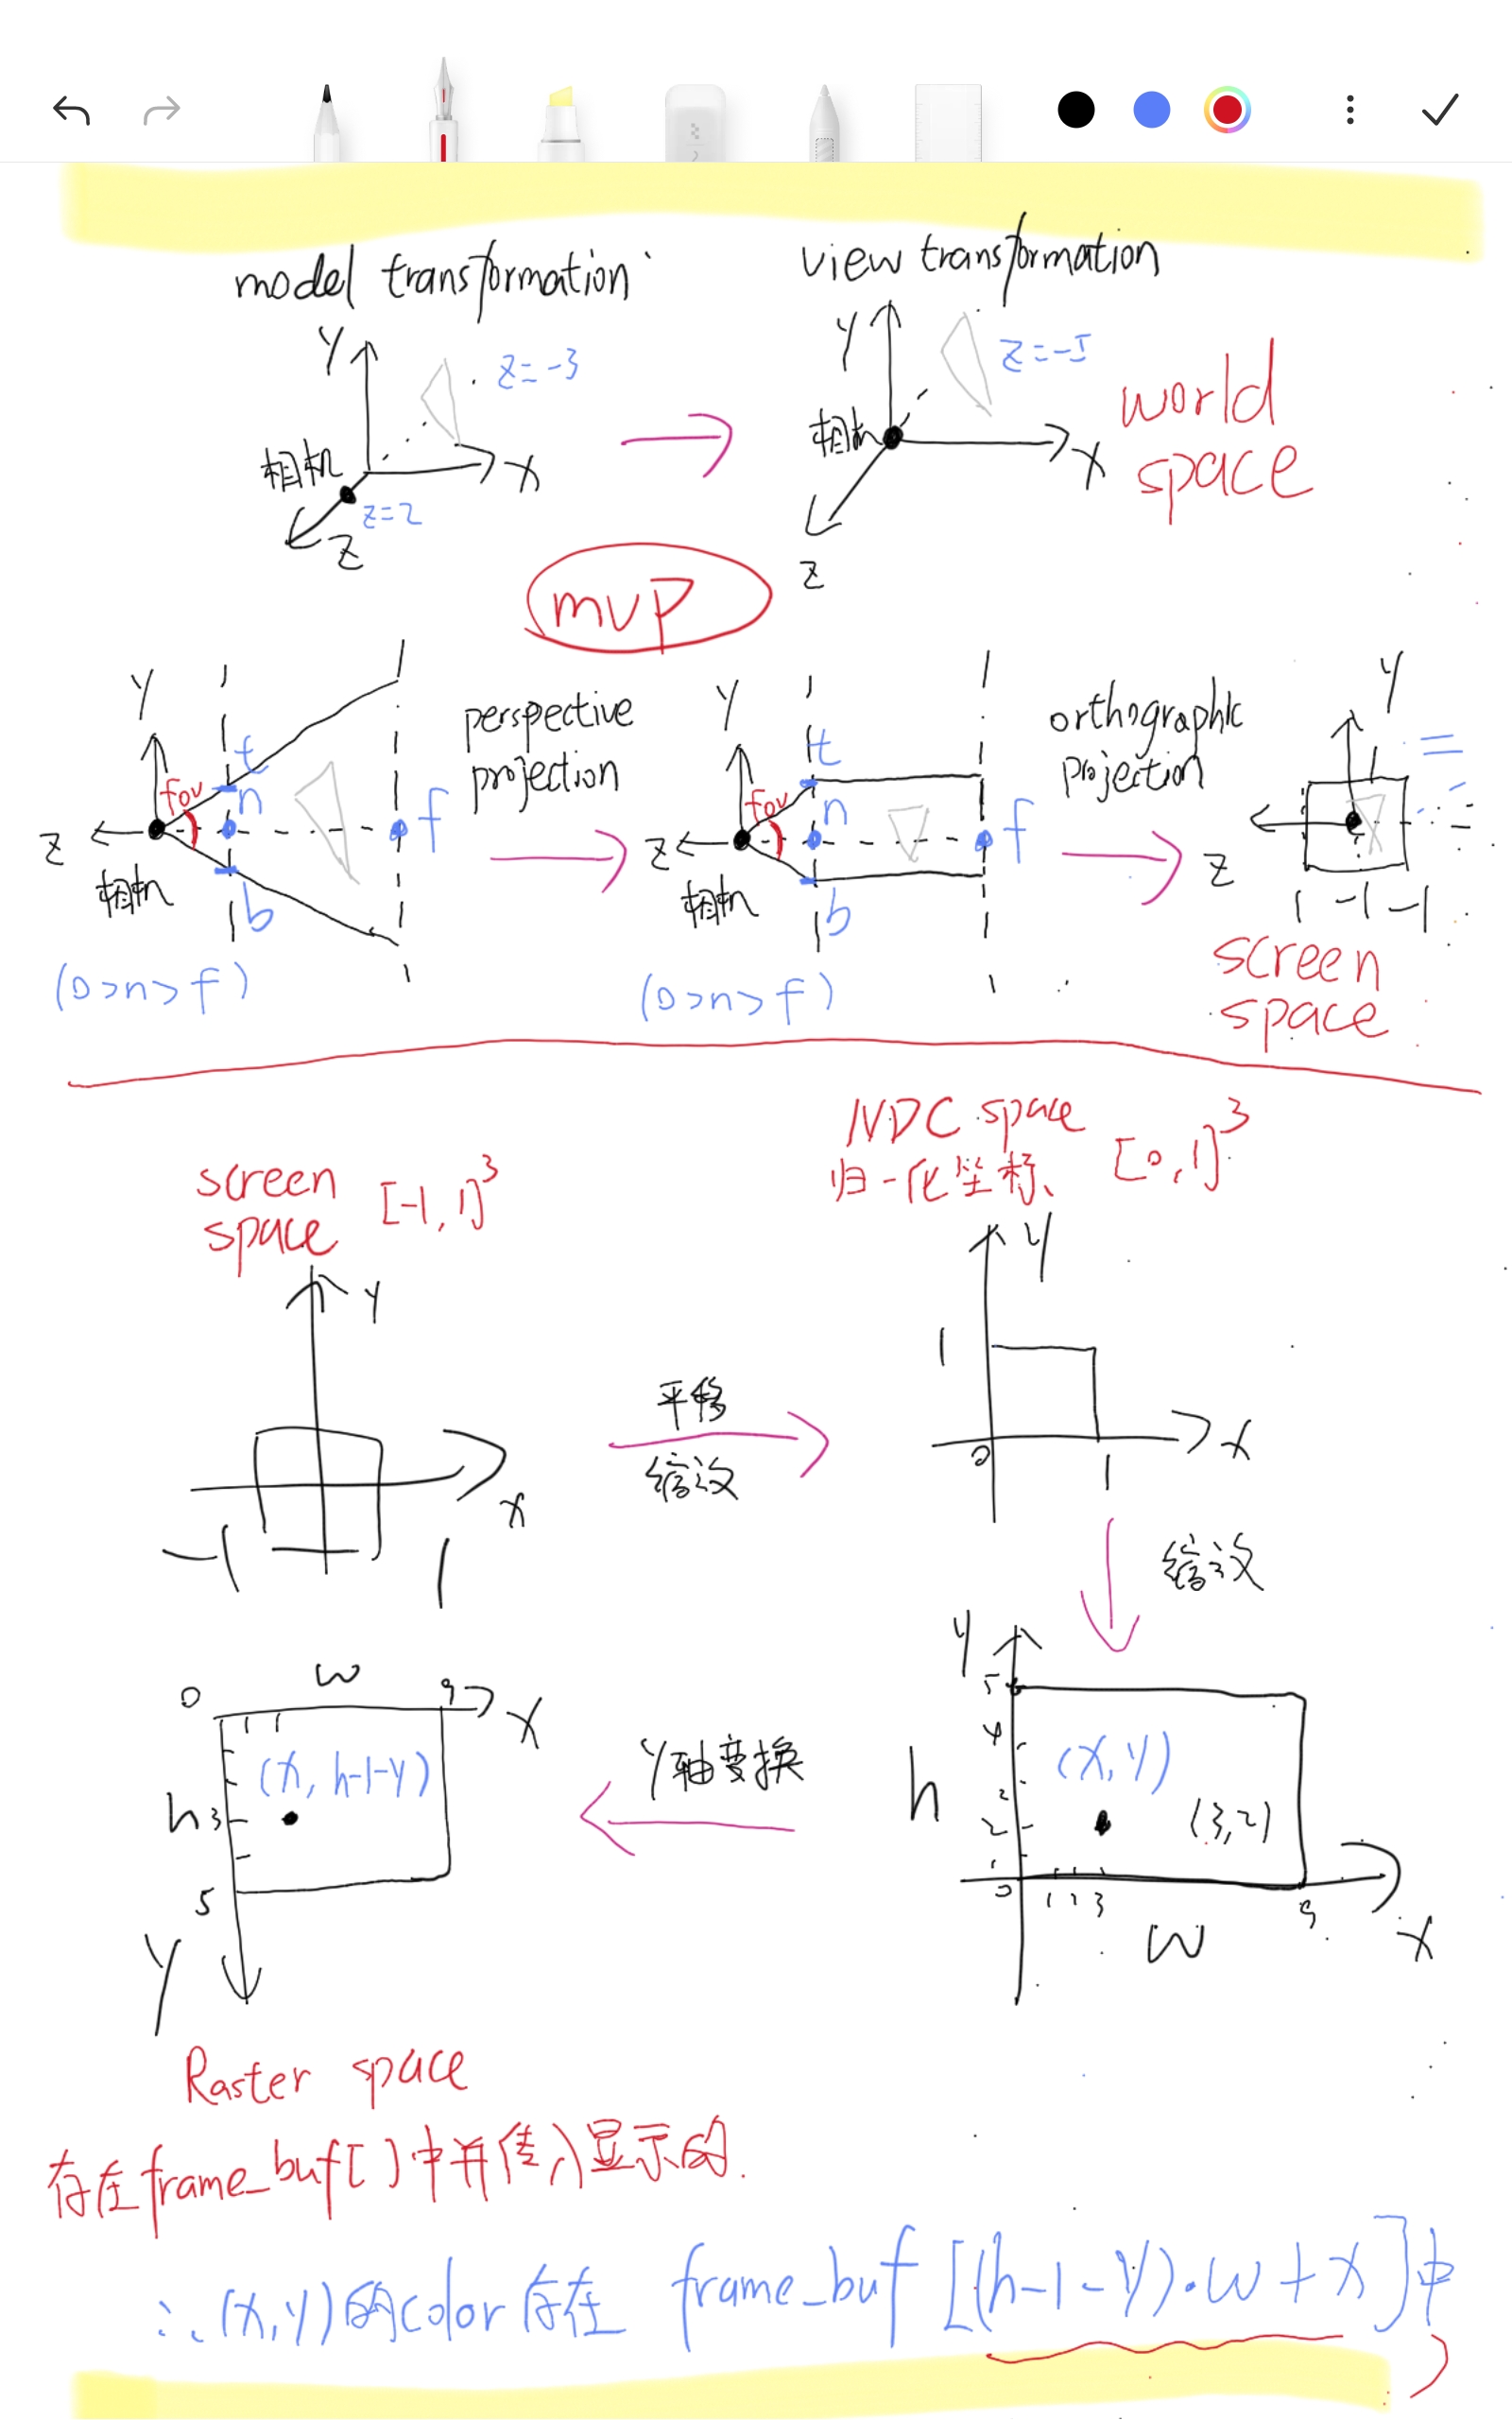 model transformation
view transformation
Y
z=-3
相机
X
z=2
Z
Y
z=-5
相机
X
Z
world
space
mvp
Y
t
fov
n
f
Z
相机
b
(0>n>f)
perspective
projection
Y
t
fov
n
f
Z
相机
b
(0>n>f)
orthographic
projection
Y
Z
1 -1 -1
screen
space
screen
space [-1,1]³
NDC space
归一化坐标 [0,1]³
Y
X
-1 1
平移
缩放
Y
1
0
1
X
缩放
0 w 9 X
(x, h-1-y)
h 3
5
Y
Y轴变换
Y
5
4
h
(x,y)
2
(3,2)
1
0
1 2 3
9
w
X
Raster space
存在frame_buf[]中并传入显示的.
∴(x,y)的color存在 frame_buf[(h-1-y)·w+x]中